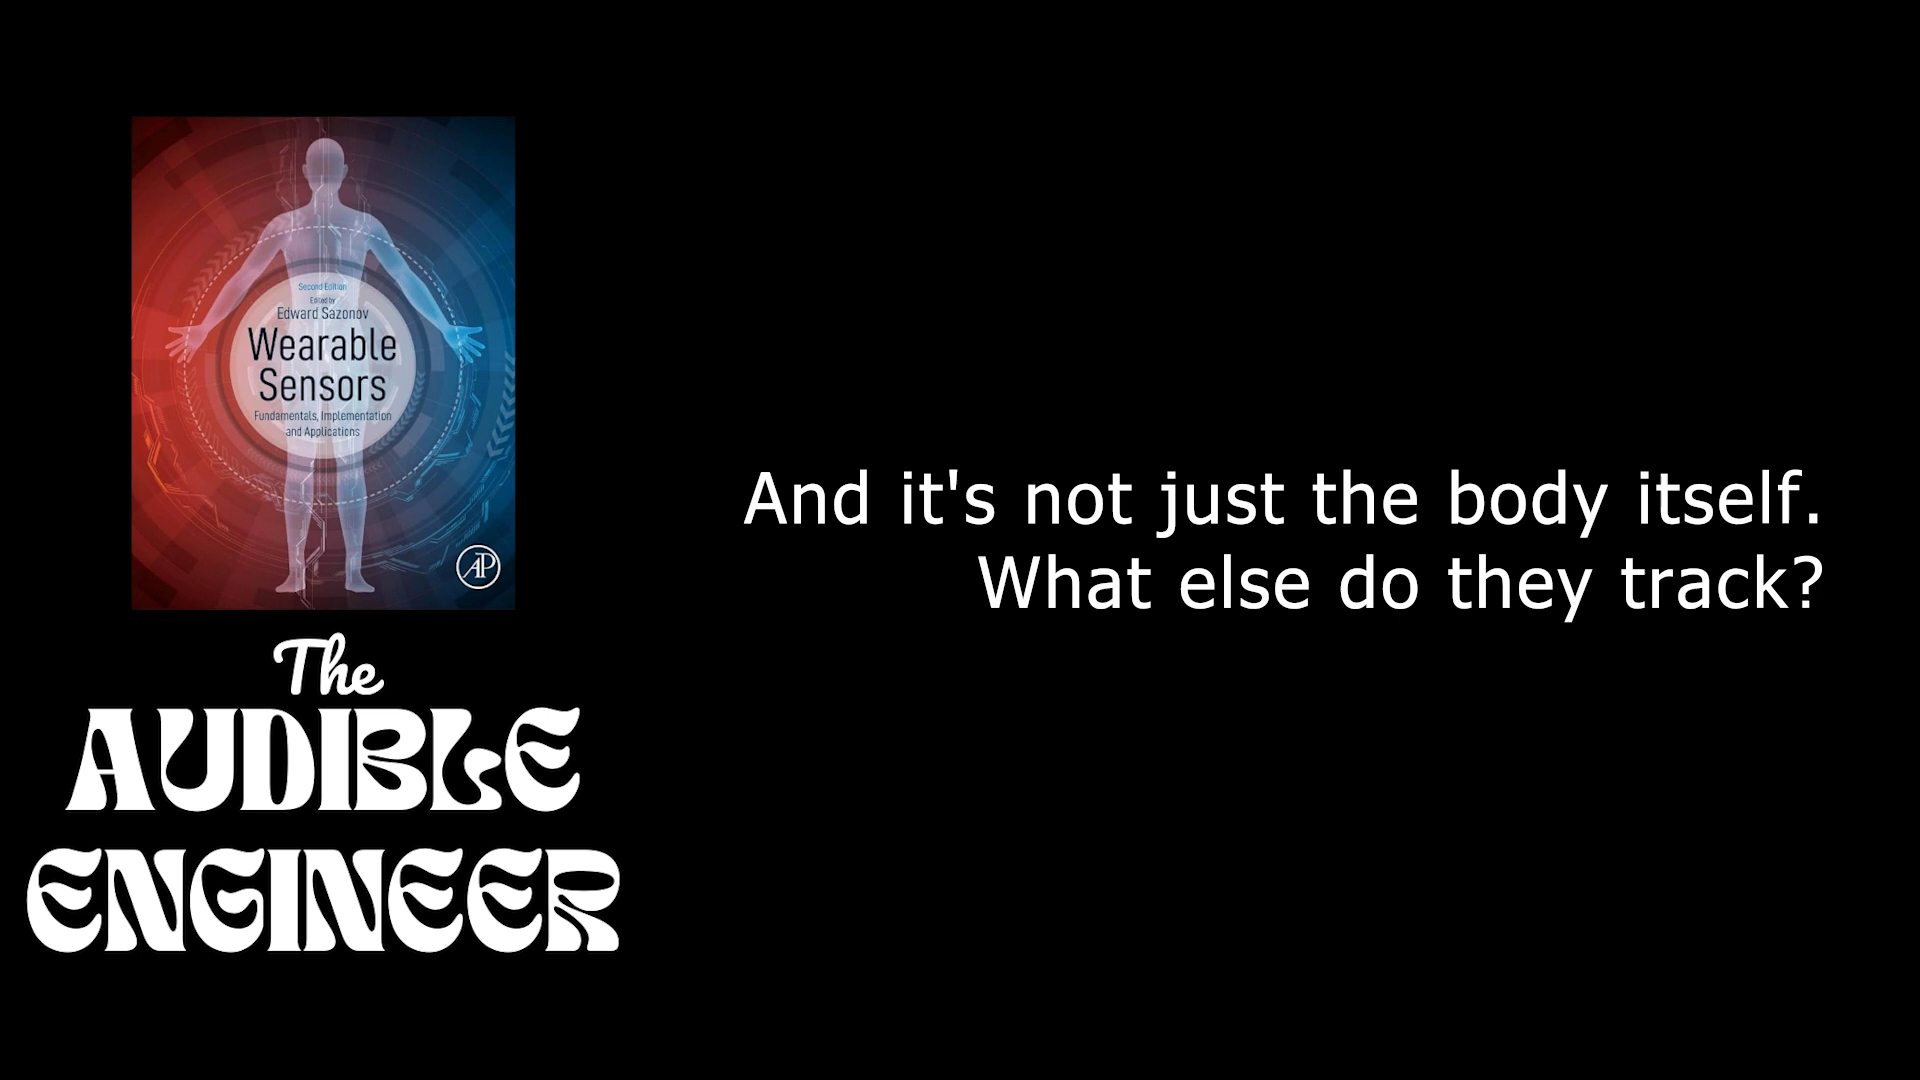 Second Edition
Edited by
Edward Sazonov
Wearable
Sensors
Fundamentals, Implementation
and Applications
AP
The
AUDIBLE
ENGINEER
And it's not just the body itself.
What else do they track?